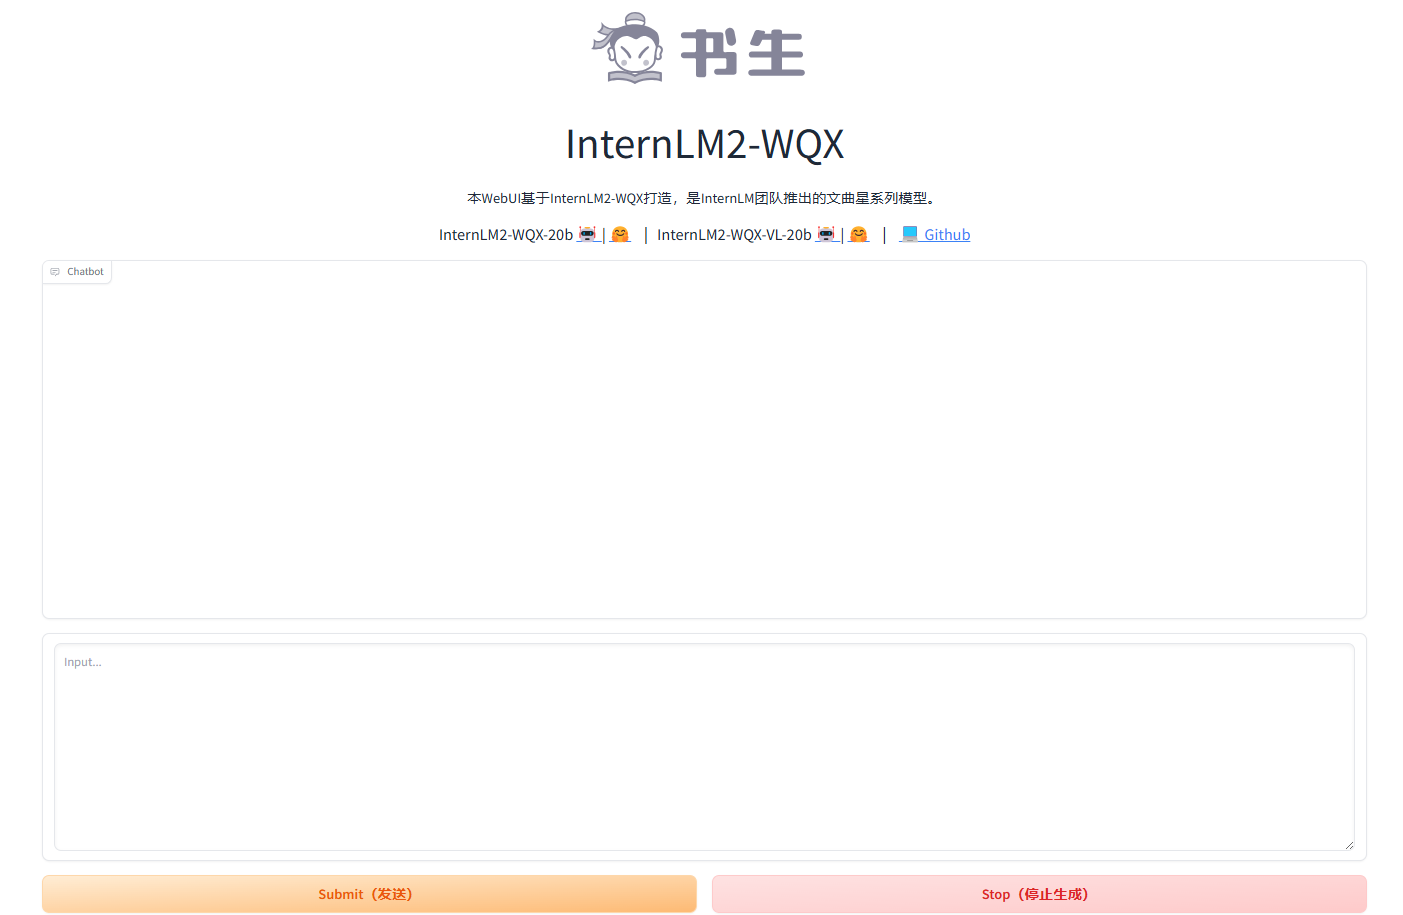 书生
InternLM2-WQX
本WebUI基于InternLM2-WQX打造，是InternLM团队推出的文曲星系列模型。
InternLM2-WQX-20b 🤖 | 🤗 | InternLM2-WQX-VL-20b 🤖 | 🤗 | 💻 Github
Chatbot
Input...
Submit（发送） Stop（停止生成）